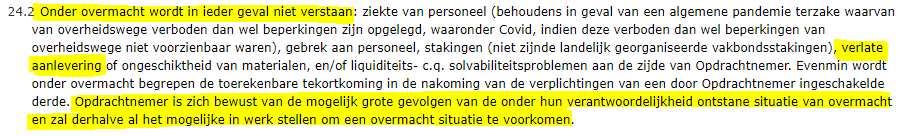 24.2 Onder overmacht wordt in ieder geval niet verstaan: ziekte van personeel (behoudens in geval van een algemene pandemie terzake waarvan
van overheidswege verboden dan wel beperkingen zijn opgelegd, waaronder Covid, indien deze verboden dan wel beperkingen van
overheidswege niet voorzienbaar waren), gebrek aan personeel, stakingen (niet zijnde landelijk georganiseerde vakbondsstakingen), verlate
aanlevering of ongeschiktheid van materialen, en/of liquiditeits- c.q. solvabiliteitsproblemen aan de zijde van Opdrachtnemer. Evenmin wordt
onder overmacht begrepen de toerekenbare tekortkoming in de nakoming van de verplichtingen van een door Opdrachtnemer ingeschakelde
derde. Opdrachtnemer is zich bewust van de mogelijk grote gevolgen van de onder hun verantwoordelijkheid ontstane situatie van overmacht
en zal derhalve al het mogelijke in werk stellen om een overmacht situatie te voorkomen.